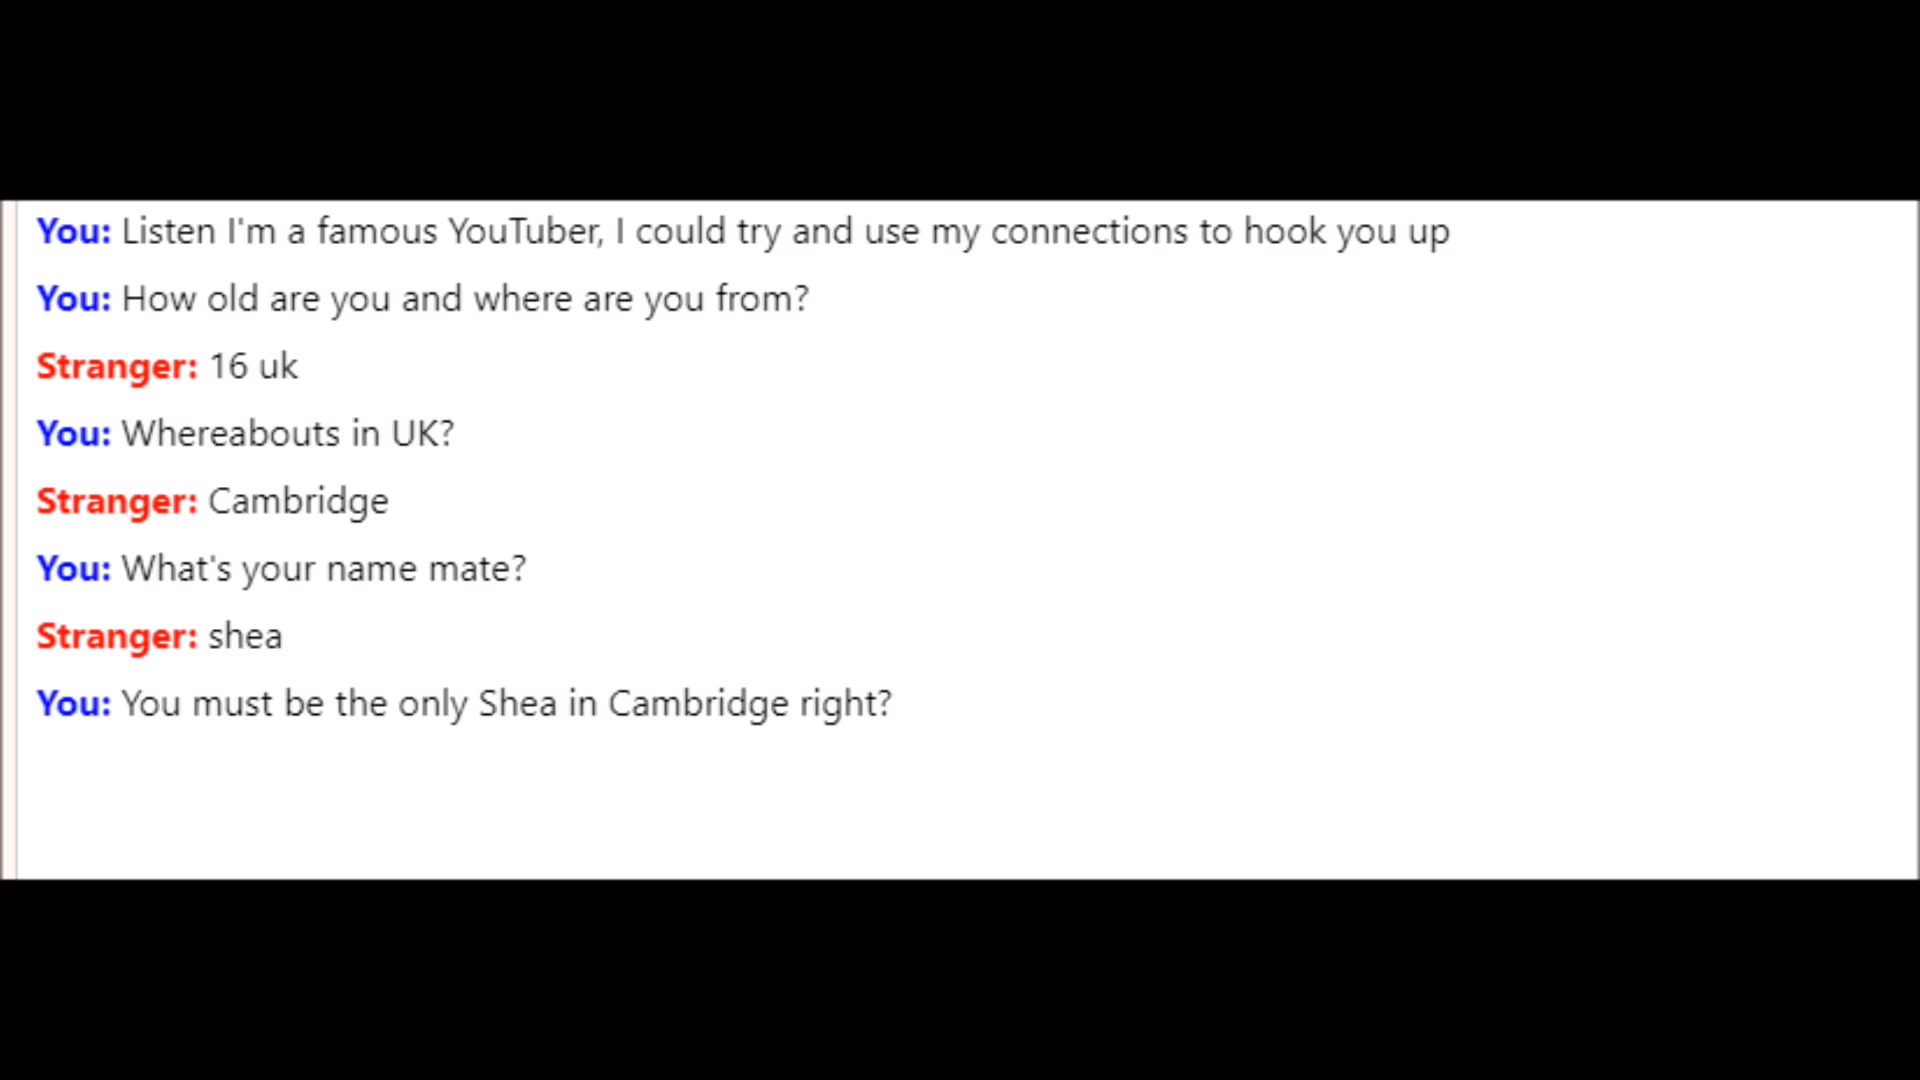 You: Listen I'm a famous YouTuber, I could try and use my connections to hook you up
You: How old are you and where are you from?
Stranger: 16 uk
You: Whereabouts in UK?
Stranger: Cambridge
You: What's your name mate?
Stranger: shea
You: You must be the only Shea in Cambridge right?